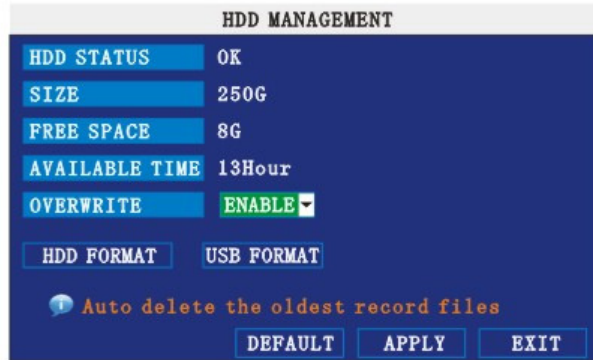 HDD MANAGEMENT
HDD STATUS OK
SIZE 250G
FREE SPACE 8G
AVAILABLE TIME 13Hour
OVERWRITE ENABLE
HDD FORMAT USB FORMAT
Auto delete the oldest record files
DEFAULT APPLY EXIT